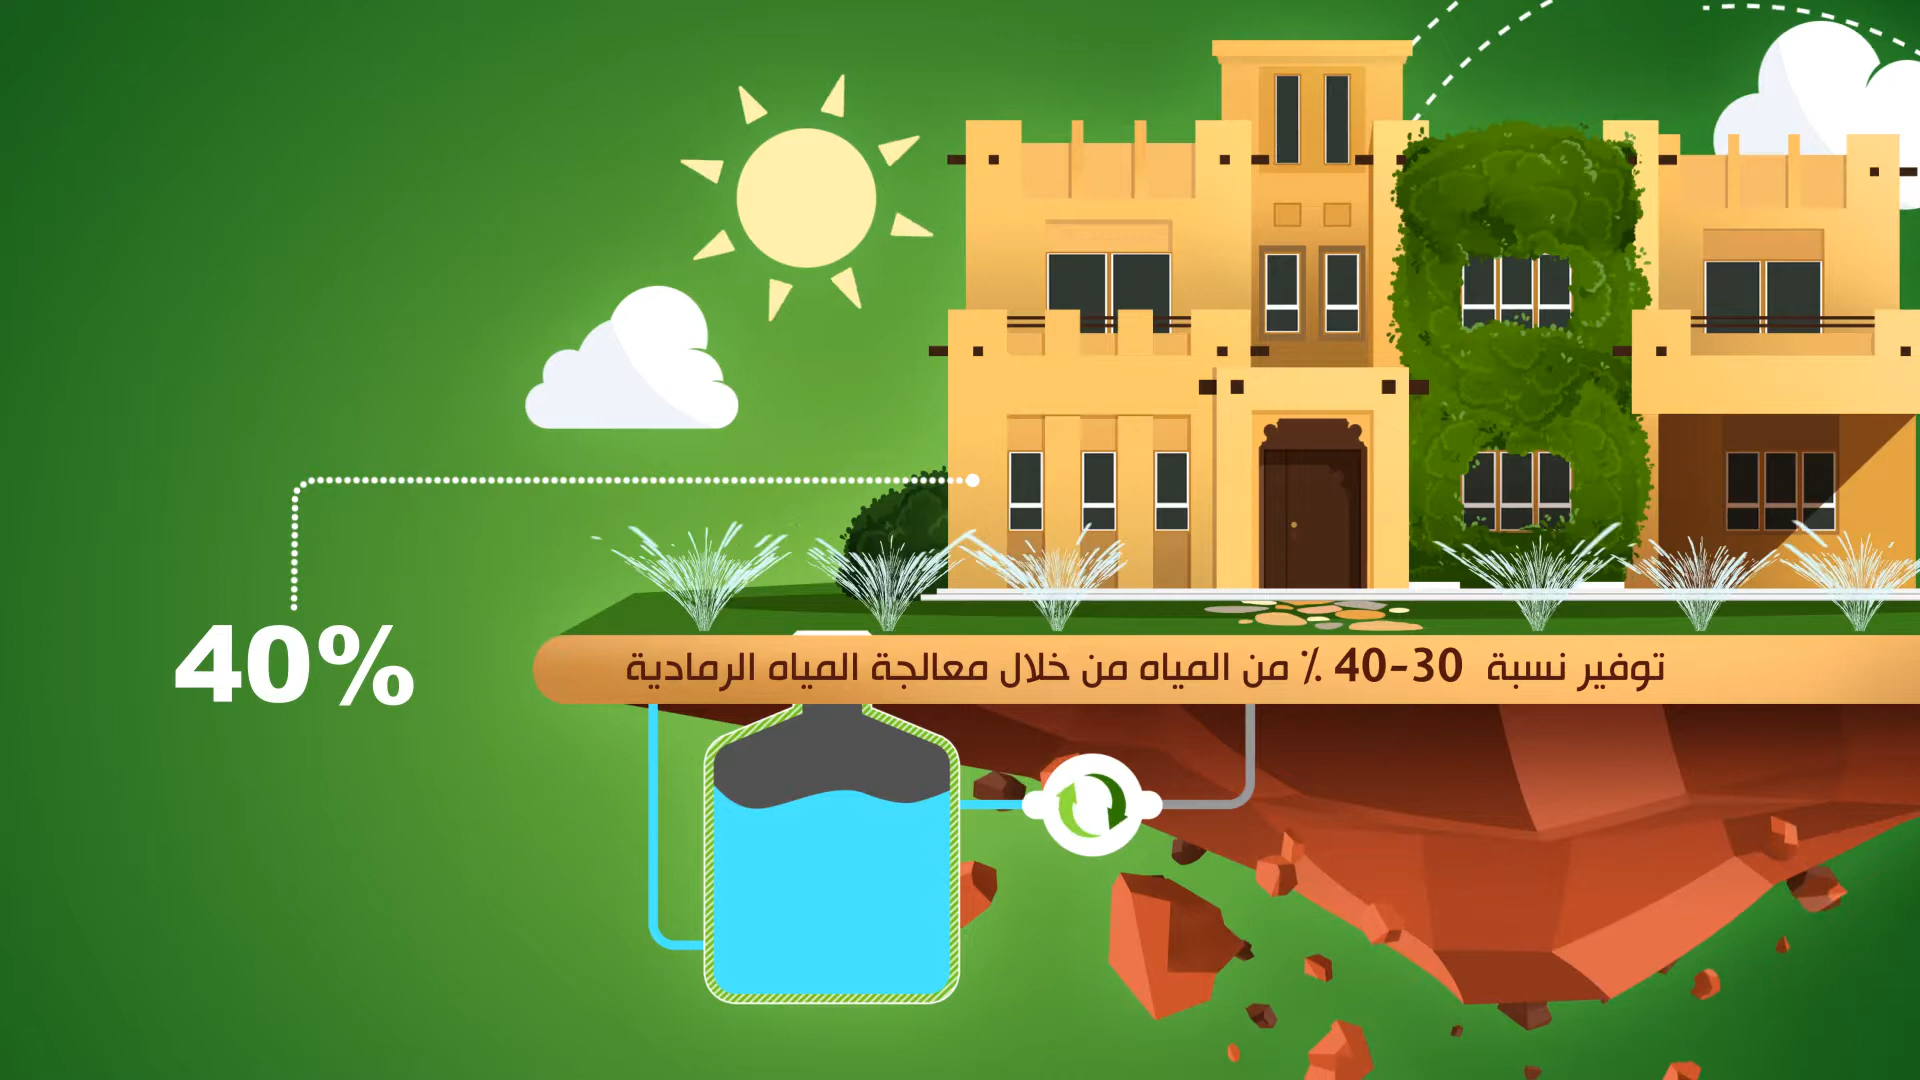 توفير نسبة 30-40 ٪ من المياه من خلال معالجة المياه الرمادية
40%